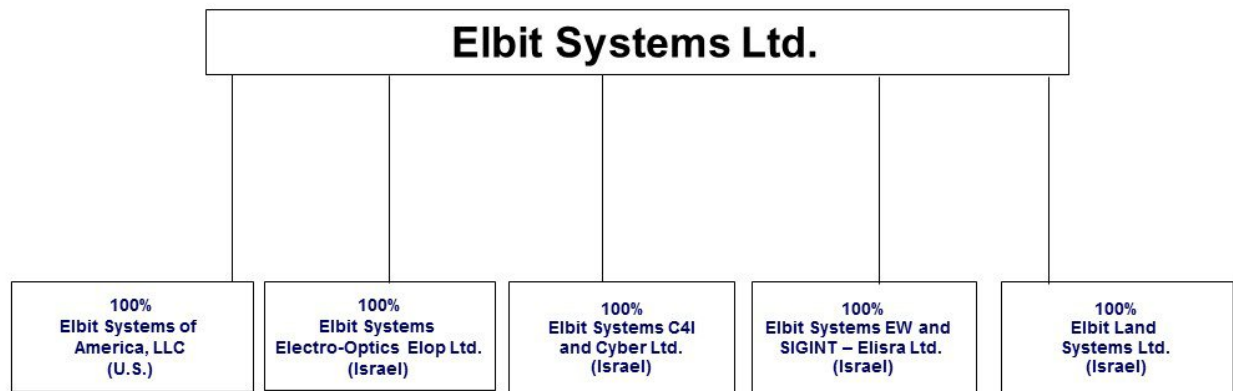 Elbit Systems Ltd.
100%
Elbit Systems of
America, LLC
(U.S.)
100%
Elbit Systems
Electro-Optics Elop Ltd.
(Israel)
100%
Elbit Systems C4I
and Cyber Ltd.
(Israel)
100%
Elbit Systems EW and
SIGINT – Elisra Ltd.
(Israel)
100%
Elbit Land
Systems Ltd.
(Israel)